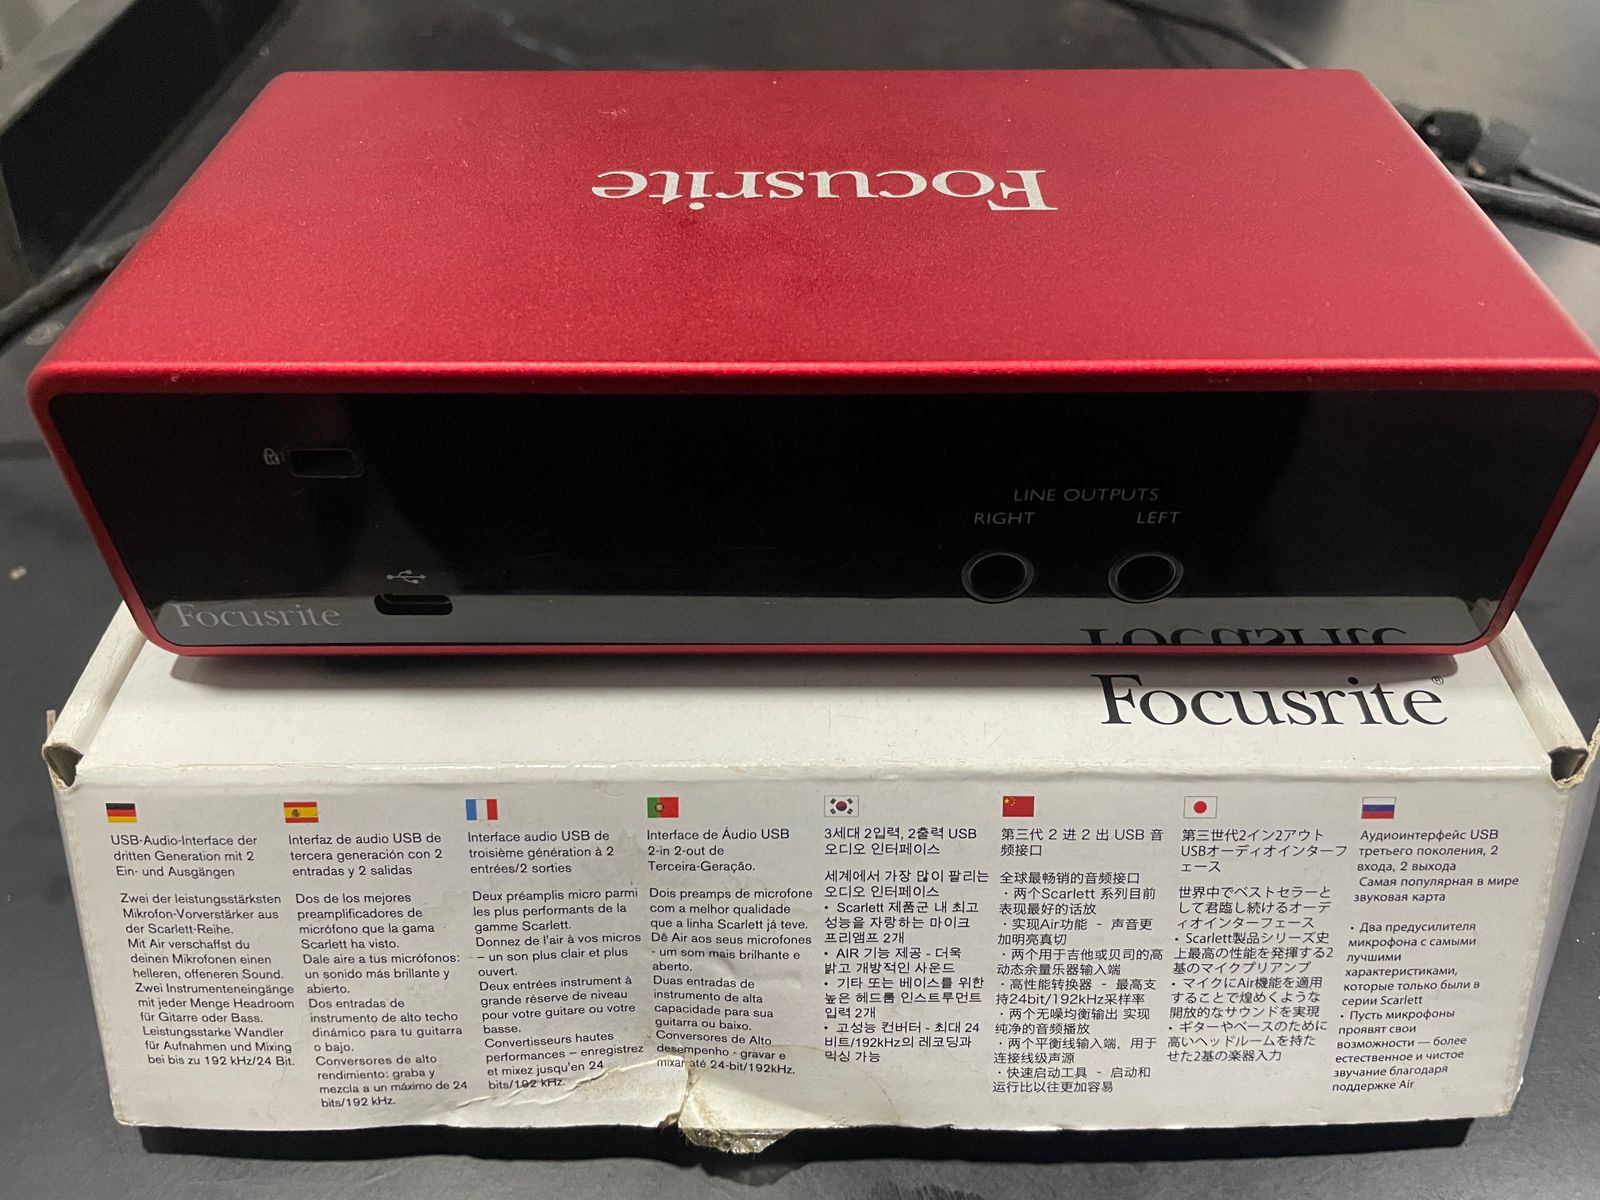 Focusrite
LINE OUTPUTS
RIGHT LEFT
Focusrite
Focusrite®
USB-Audio-Interface der
dritten Generation mit 2
Ein- und Ausgängen
Zwei der leistungsstärksten
Mikrofon-Vorverstärker aus
der Scarlett-Reihe.
Mit Air verschaffst du
deinen Mikrofonen einen
helleren, offeneren Sound.
Zwei Instrumenteneingänge
mit jeder Menge Headroom
für Gitarre oder Bass.
Leistungsstarke Wandler
für Aufnahmen und Mixing
bei bis zu 192 kHz/24 Bit.
Interfaz de audio USB de
tercera generación con 2
entradas y 2 salidas
Dos de los mejores
preamplificadores de
micrófono que la gama
Scarlett ha visto.
Dale aire a tus micrófonos:
un sonido más brillante y
abierto.
Dos entradas de
instrumento de alto techo
dinámico para tu guitarra
o bajo.
Conversores de alto
rendimiento: graba y
mezcla a un máximo de 24
bits/192 kHz.
Interface audio USB de
troisième génération à 2
entrées/2 sorties
Deux préamplis micro parmi
les plus performants de la
gamme Scarlett.
Donnez de l'air à vos micros
– un son plus clair et plus
ouvert.
Deux entrées instrument à
grande réserve de niveau
pour votre guitare ou votre
basse.
Convertisseurs hautes
performances – enregistrez
et mixez jusqu'en 24
bits/192 kHz.
Interface de Áudio USB
2-in 2-out de
Terceira-Geração.
Dois preamps de microfone
com a melhor qualidade
que a linha Scarlett já teve.
Dê Air aos seus microfones
- um som mais brilhante e
aberto.
Duas entradas de
instrumento de alta
capacidade para sua
guitarra ou baixo.
Conversores de Alto
desempenho - gravar e
mixar até 24-bit/192kHz.
3세대 2입력, 2출력 USB
오디오 인터페이스
세계에서 가장 많이 팔리는
오디오 인터페이스
• Scarlett 제품군 내 최고
성능을 자랑하는 마이크
프리앰프 2개
• AIR 기능 제공 - 더욱
밝고 개방적인 사운드
• 기타 또는 베이스를 위한
높은 헤드룸 인스트루먼트
입력 2개
• 고성능 컨버터 - 최대 24
비트/192kHz의 레코딩과
믹싱 가능
第三代 2 进 2 出 USB 音
频接口
全球最畅销的音频接口
· 两个Scarlett 系列目前
表现最好的话放
· 实现Air功能 - 声音更
加明亮真切
· 两个用于吉他或贝司的高
动态余量乐器输入端
· 高性能转换器 - 最高支
持24bit/192kHz采样率
· 两个无噪均衡输出 实现
纯净的音频播放
· 两个平衡线输入端，用于
连接线级声源
· 快速启动工具 - 启动和
运行比以往更加容易
第三世代2イン2アウト
USBオーディオインターフ
ェース
世界中でベストセラーと
して君臨し続けるオーデ
ィオインターフェース
• Scarlett製品シリーズ史
上最高の性能を発揮する2
基のマイクプリアンプ
• マイクにAir機能を適用
することで煌めくような
開放的なサウンドを実現
• ギターやベースのために
高いヘッドルームを持た
せた2基の楽器入力
Аудиоинтерфейс USB
третьего поколения, 2
входа, 2 выхода
Самая популярная в мире
звуковая карта
• Два предусилителя
микрофона с самыми
лучшими
характеристиками,
которые только были в
серии Scarlett
• Пусть микрофоны
проявят свои
возможности — более
естественное и чистое
звучание благодаря
поддержке Air